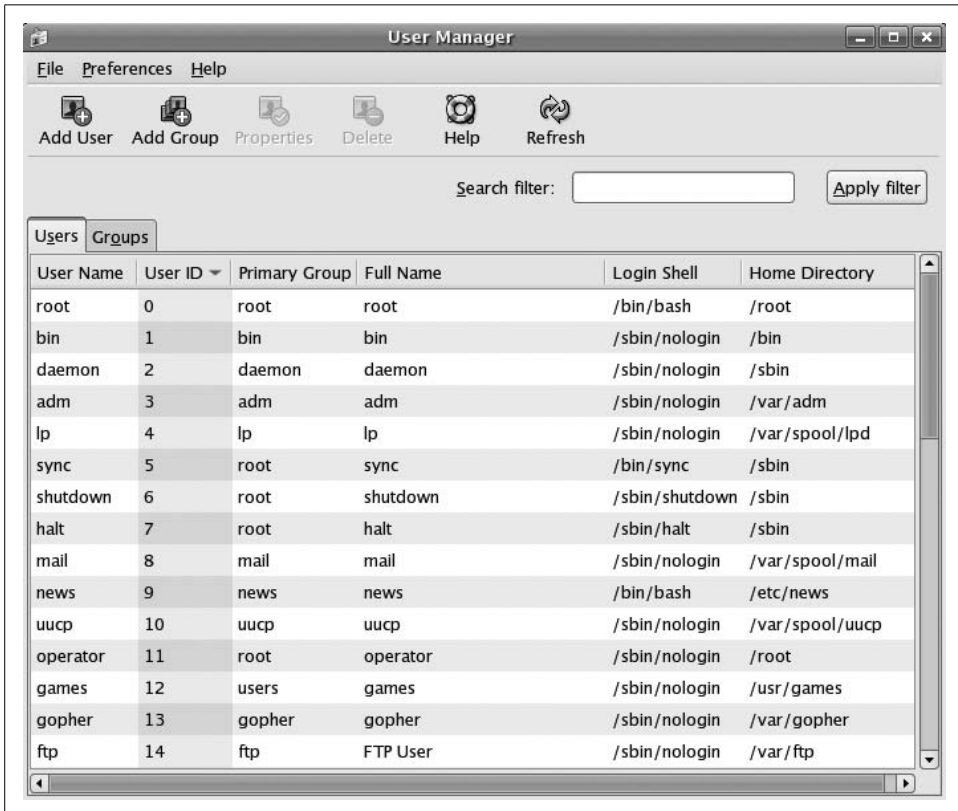 User Manager
File Preferences Help
Add User Add Group Properties Delete Help Refresh
Search filter: Apply filter
Users Groups
User Name User ID Primary Group Full Name Login Shell Home Directory
root 0 root root /bin/bash /root
bin 1 bin bin /sbin/nologin /bin
daemon 2 daemon daemon /sbin/nologin /sbin
adm 3 adm adm /sbin/nologin /var/adm
lp 4 lp lp /sbin/nologin /var/spool/lpd
sync 5 root sync /bin/sync /sbin
shutdown 6 root shutdown /sbin/shutdown /sbin
halt 7 root halt /sbin/halt /sbin
mail 8 mail mail /sbin/nologin /var/spool/mail
news 9 news news /bin/bash /etc/news
uucp 10 uucp uucp /sbin/nologin /var/spool/uucp
operator 11 root operator /sbin/nologin /root
games 12 users games /sbin/nologin /usr/games
gopher 13 gopher gopher /sbin/nologin /var/gopher
ftp 14 ftp FTP User /sbin/nologin /var/ftp